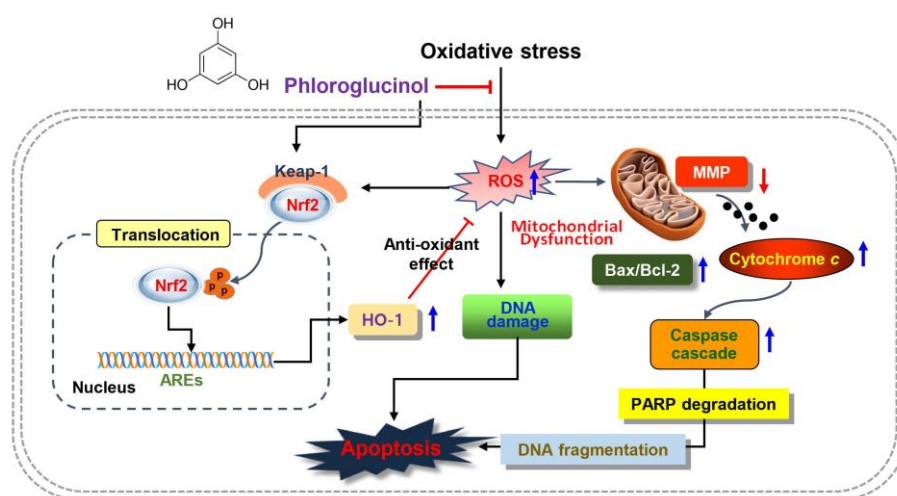 OH
HO
OH
Oxidative stress
Phloroglucinol
Keap-1
Nrf2
ROS
MMP
Translocation
Anti-oxidant
effect
Mitochondrial
Dysfunction
Bax/Bcl-2
Cytochrome c
Nrf2
P
P
P
HO-1
DNA
damage
Caspase
cascade
AREs
Nucleus
PARP degradation
Apoptosis
DNA fragmentation